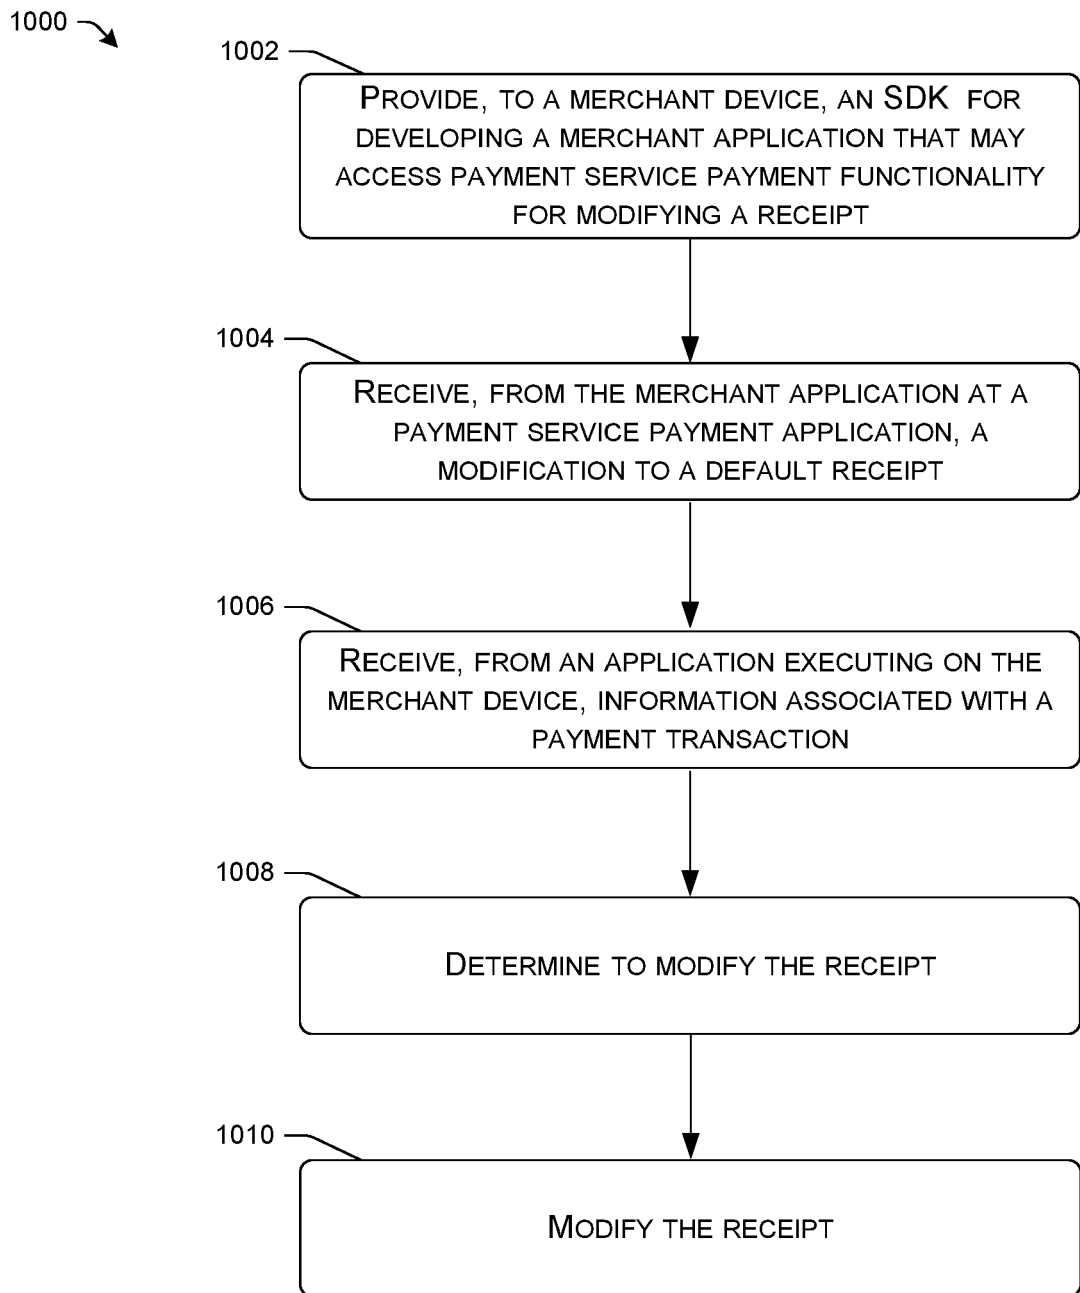 1000
1002
PROVIDE, TO A MERCHANT DEVICE, AN SDK FOR
DEVELOPING A MERCHANT APPLICATION THAT MAY
ACCESS PAYMENT SERVICE PAYMENT FUNCTIONALITY
FOR MODIFYING A RECEIPT
1004
RECEIVE, FROM THE MERCHANT APPLICATION AT A
PAYMENT SERVICE PAYMENT APPLICATION, A
MODIFICATION TO A DEFAULT RECEIPT
1006
RECEIVE, FROM AN APPLICATION EXECUTING ON THE
MERCHANT DEVICE, INFORMATION ASSOCIATED WITH A
PAYMENT TRANSACTION
1008
DETERMINE TO MODIFY THE RECEIPT
1010
MODIFY THE RECEIPT